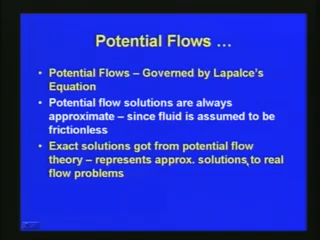 Potential Flows ...
• Potential Flows – Governed by Lapalce's
Equation
• Potential flow solutions are always
approximate – since fluid is assumed to be
frictionless
• Exact solutions got from potential flow
theory – represents approx. solutions to real
flow problems